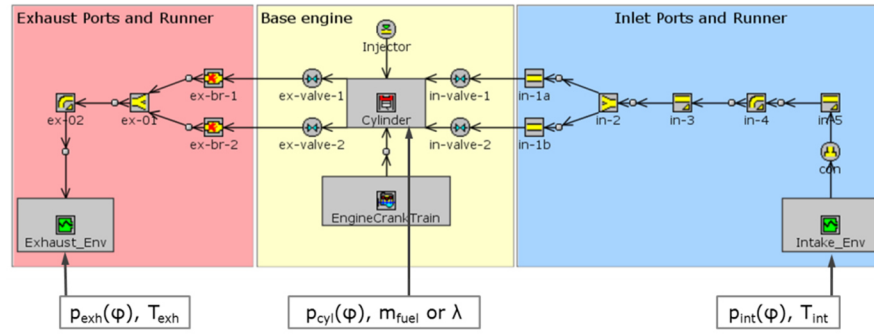 Exhaust Ports and Runner
Base engine
Inlet Ports and Runner
Injector
ex-br-1
ex-valve-1
Cylinder
in-valve-1
in-1a
ex-02
ex-01
in-2
in-3
in-4
in-5
ex-br-2
ex-valve-2
in-valve-2
in-1b
con
EngineCrankTrain
Exhaust_Env
Intake_Env
pexh(φ), Texh
pcyl(φ), mfuel or λ
pint(φ), Tint